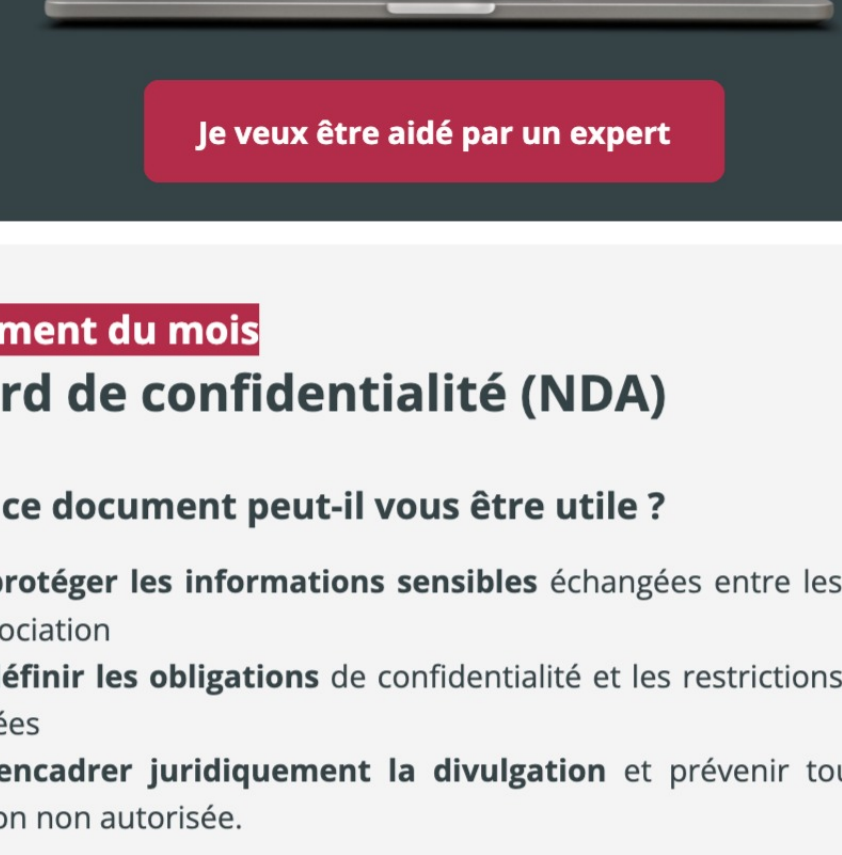 Je veux être aidé par un expert
ment du mois
rd de confidentialité (NDA)
ce document peut-il vous être utile ?
protéger les informations sensibles échangées entre les
ociation
éfinir les obligations de confidentialité et les restrictions
ées
encadrer juridiquement la divulgation et prévenir tou
on non autorisée.